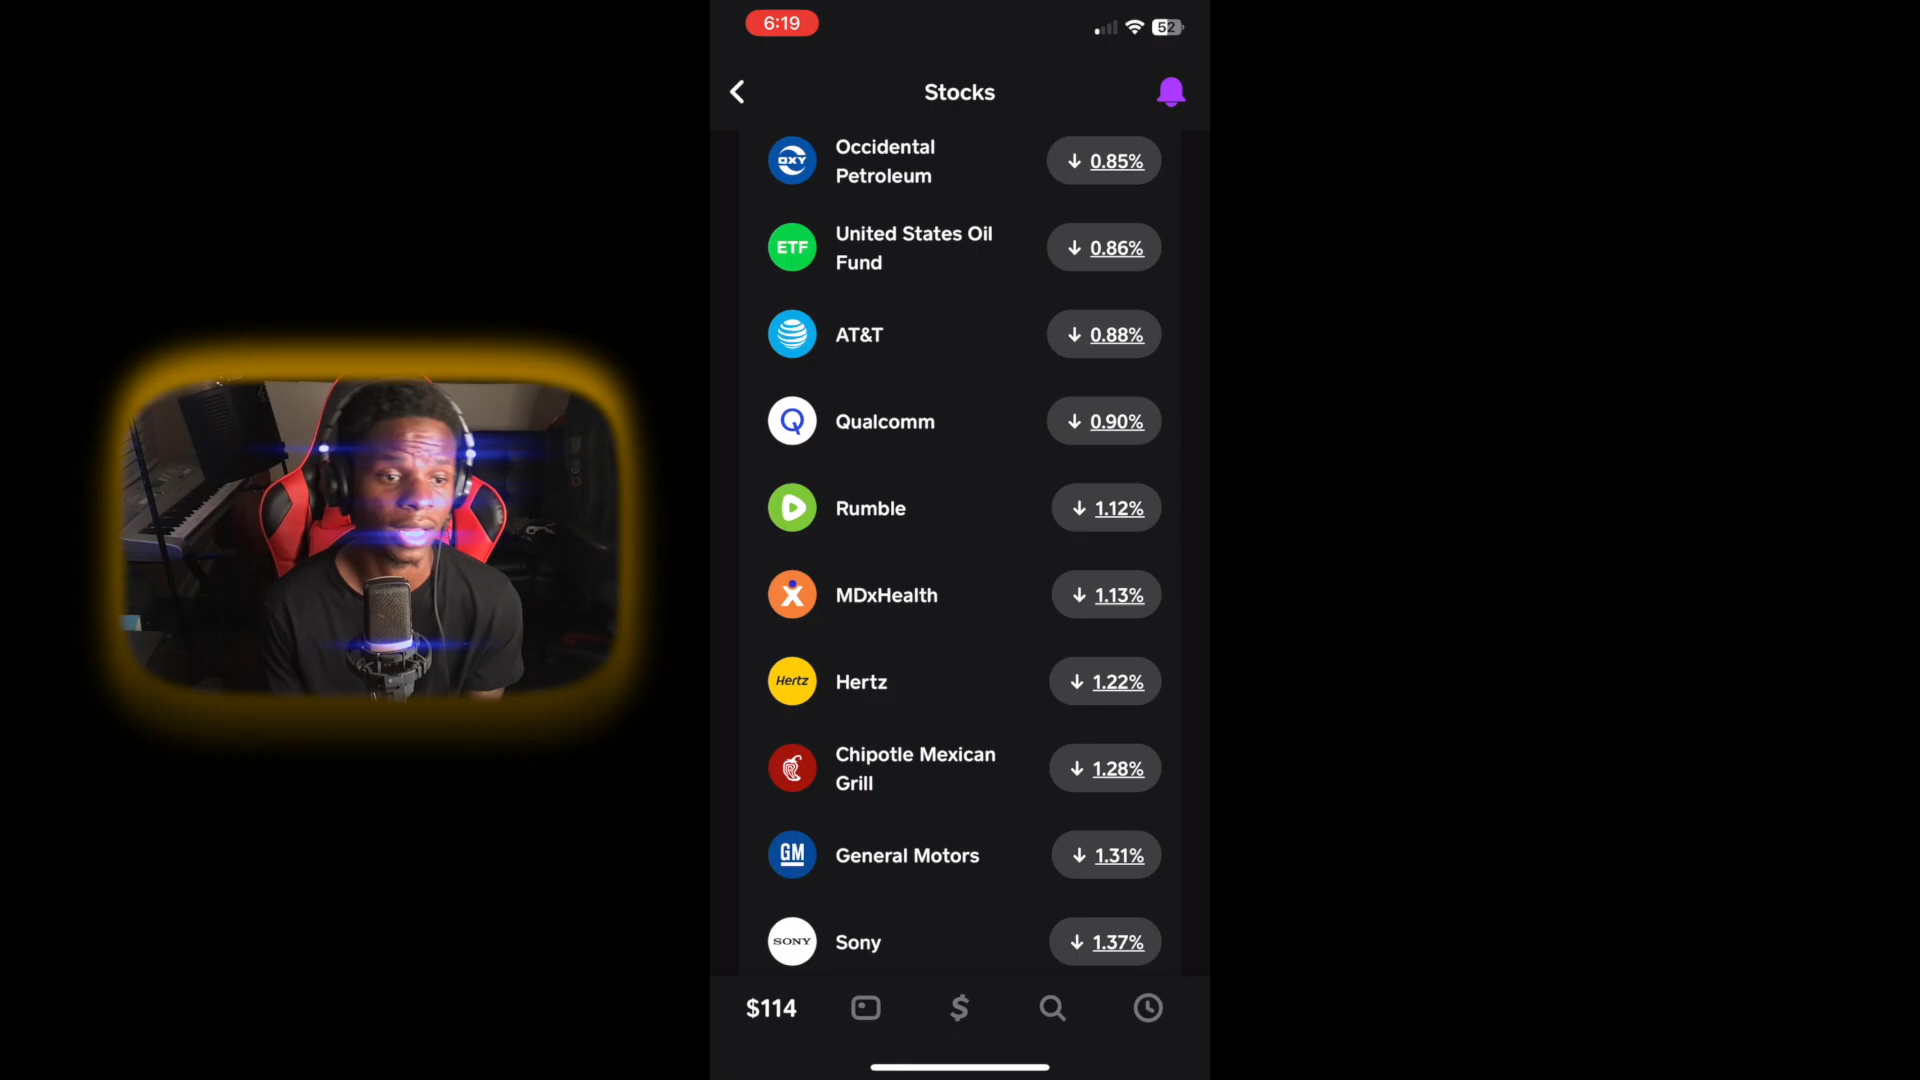 6:19
52
Stocks
OXY
Occidental
Petroleum
↓ 0.85%
ETF
United States Oil
Fund
↓ 0.86%
AT&T
↓ 0.88%
Qualcomm
↓ 0.90%
Rumble
↓ 1.12%
MDxHealth
↓ 1.13%
Hertz
Hertz
↓ 1.22%
Chipotle Mexican
Grill
↓ 1.28%
GM
General Motors
↓ 1.31%
SONY
Sony
↓ 1.37%
$114